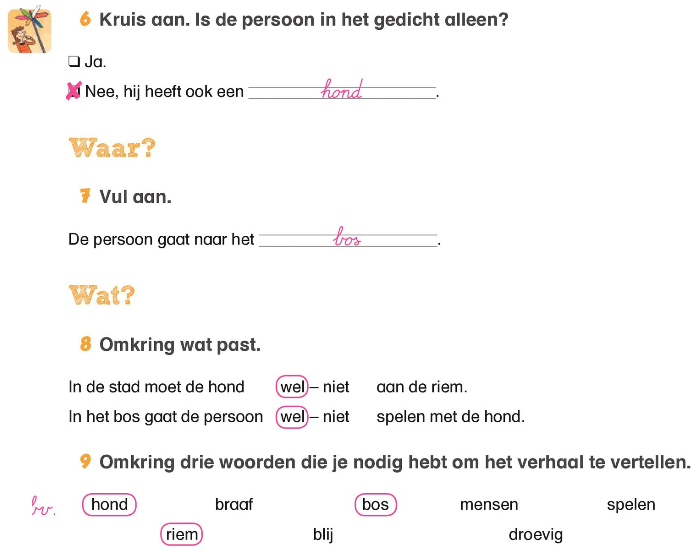 6 Kruis aan. Is de persoon in het gedicht alleen?
❑ Ja.
☒ Nee, hij heeft ook een hond.
Waar?
7 Vul aan.
De persoon gaat naar het bos.
Wat?
8 Omkring wat past.
In de stad moet de hond wel – niet aan de riem.
In het bos gaat de persoon wel – niet spelen met de hond.
9 Omkring drie woorden die je nodig hebt om het verhaal te vertellen.
bv. hond braaf bos mensen spelen
riem blij droevig